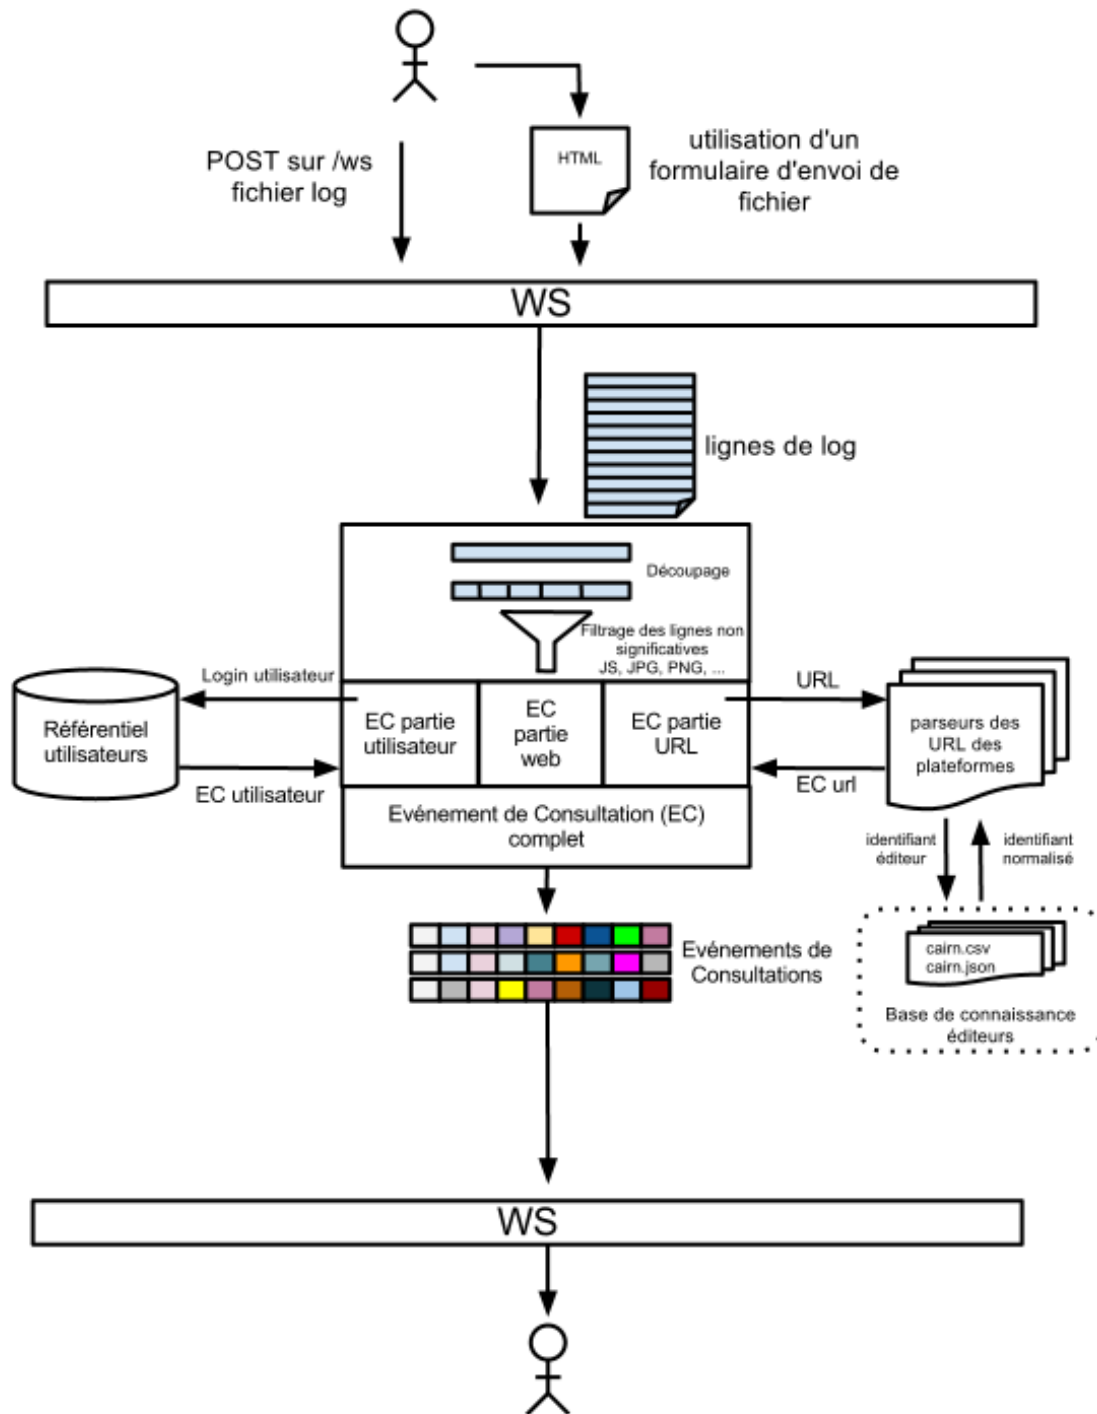 POST sur /ws
fichier log
HTML
utilisation d'un
formulaire d'envoi de
fichier
WS
lignes de log
Découpage
Filtrage des lignes non
significatives
JS, JPG, PNG, ...
Login utilisateur
URL
Référentiel
utilisateurs
EC partie
utilisateur
EC
partie
web
EC partie
URL
parseurs des
URL des
plateformes
EC utilisateur
EC url
Evénement de Consultation (EC)
complet
identifiant
éditeur
identifiant
normalisé
Evénements de
Consultations
cairn.csv
cairn.json
Base de connaissance
éditeurs
WS